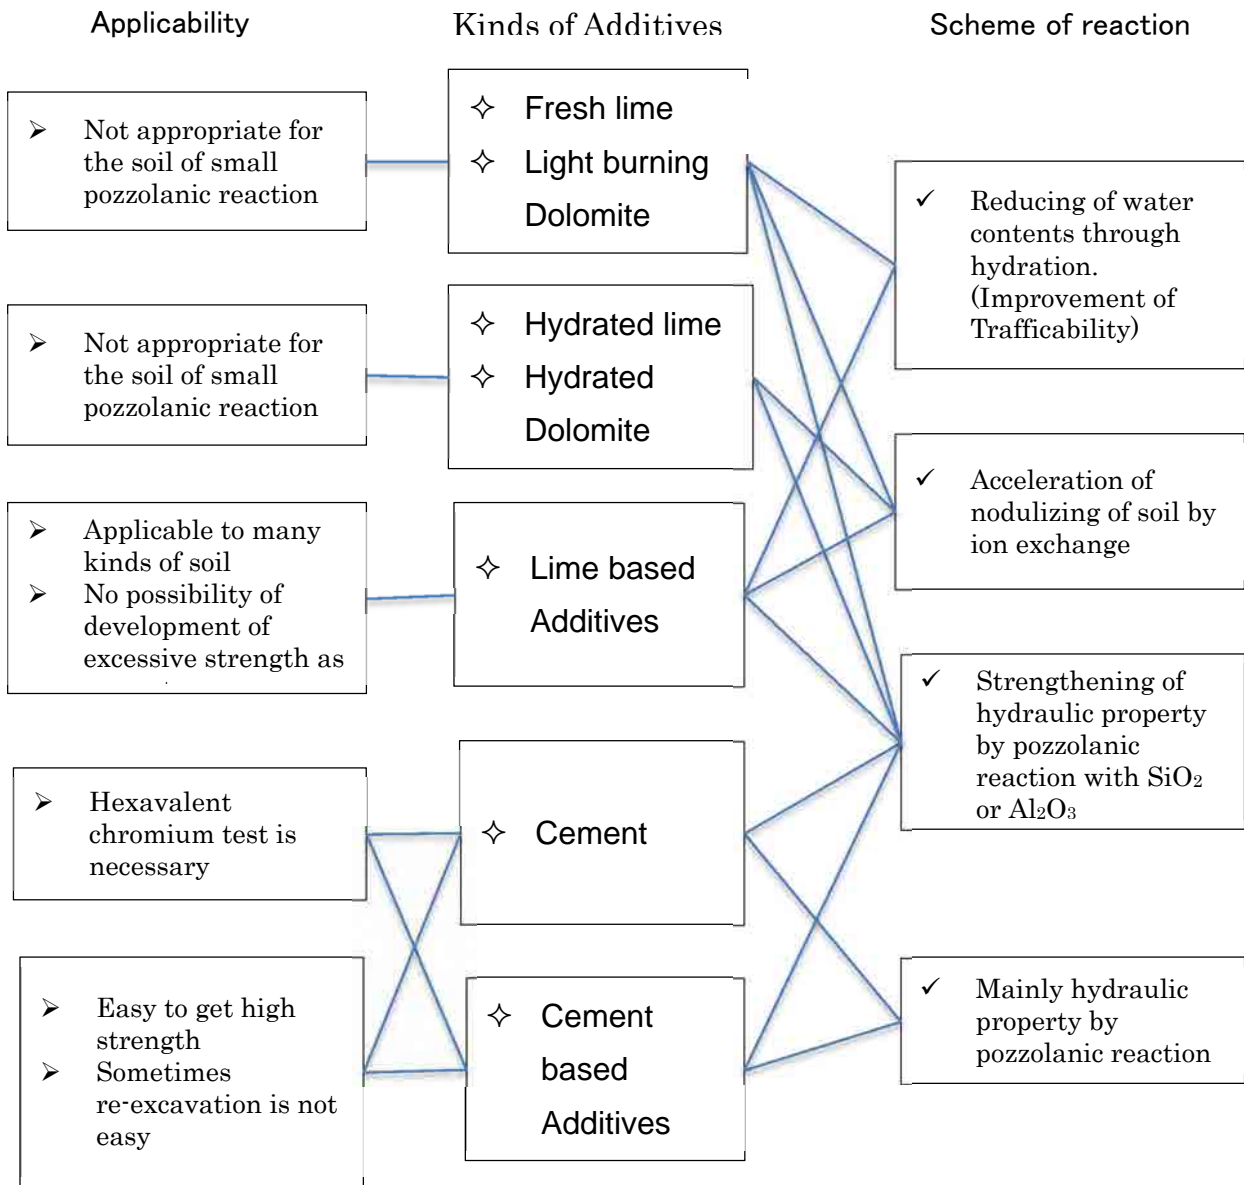 Applicability
Kinds of Additives
Scheme of reaction
➢ Not appropriate for
the soil of small
pozzolanic reaction
✧ Fresh lime
✧ Light burning
Dolomite
✓ Reducing of water
contents through
hydration.
(Improvement of
Trafficability)
➢ Not appropriate for
the soil of small
pozzolanic reaction
✧ Hydrated lime
✧ Hydrated
Dolomite
✓ Acceleration of
nodulizing of soil by
ion exchange
➢ Applicable to many
kinds of soil
➢ No possibility of
development of
excessive strength as
✧ Lime based
Additives
✓ Strengthening of
hydraulic property
by pozzolanic
reaction with SiO₂
or Al₂O₃
➢ Hexavalent
chromium test is
necessary
✧ Cement
➢ Easy to get high
strength
➢ Sometimes
re-excavation is not
easy
✧ Cement
based
Additives
✓ Mainly hydraulic
property by
pozzolanic reaction